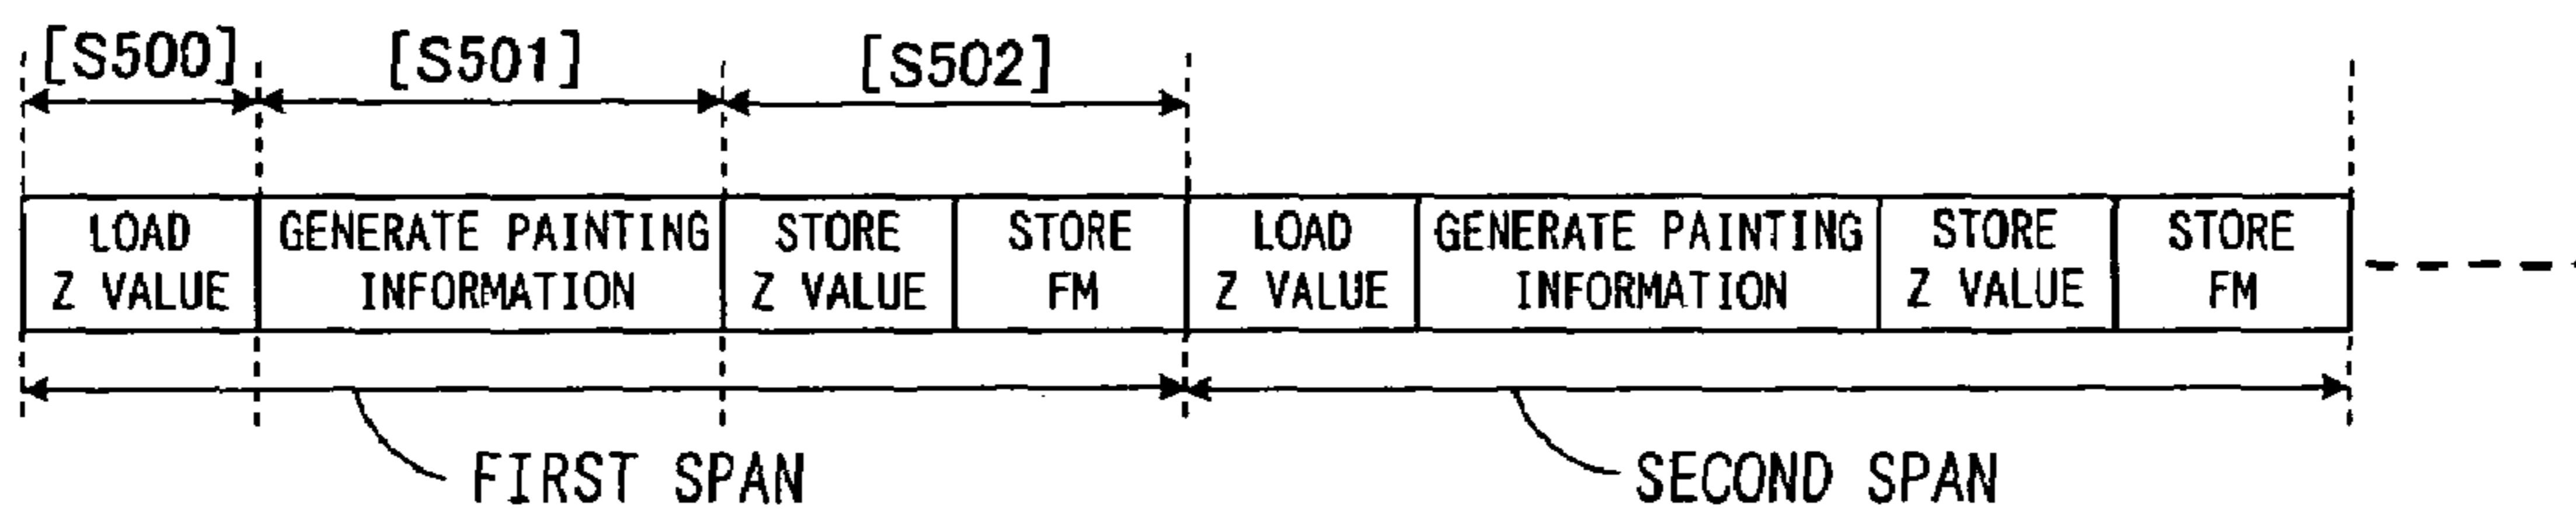 [S500] [S501] [S502]
LOAD
Z VALUE
GENERATE PAINTING
INFORMATION
STORE
Z VALUE
STORE
FM
LOAD
Z VALUE
GENERATE PAINTING
INFORMATION
STORE
Z VALUE
STORE
FM
FIRST SPAN
SECOND SPAN